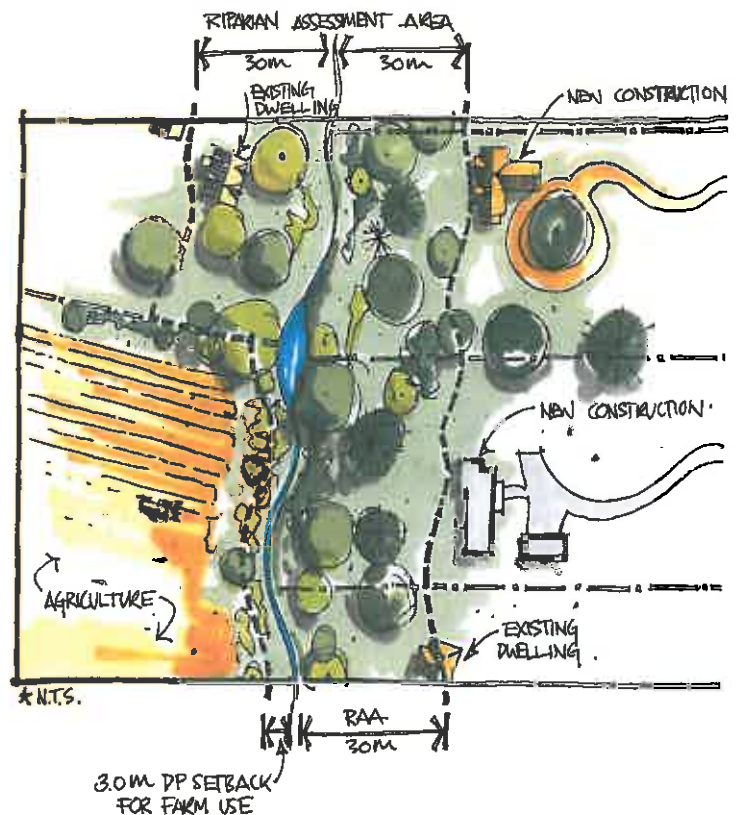 RIPARIAN ASSESSMENT AREA
30m
30m
EXISTING
DWELLING
NEW CONSTRUCTION
NEW CONSTRUCTION
AGRICULTURE
EXISTING
DWELLING
* N.T.S.
RAA
30m
3.0m DP SETBACK
FOR FARM USE